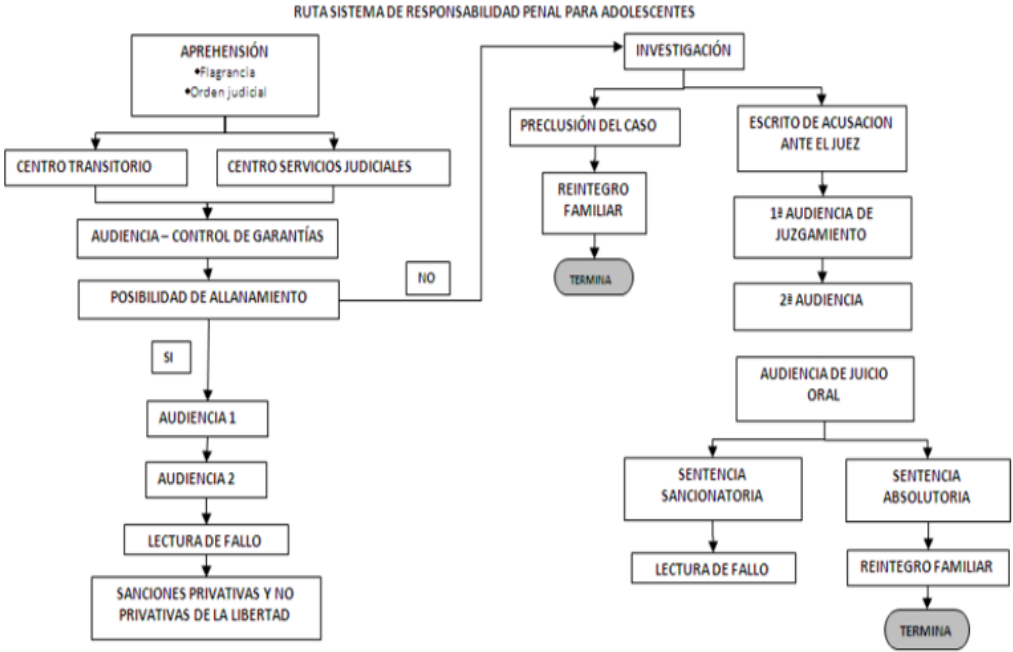 RUTA SISTEMA DE RESPONSABILIDAD PENAL PARA ADOLESCENTES
APREHENSIÓN
◆Flagrancia
◆Orden judicial
CENTRO TRANSITORIO
CENTRO SERVICIOS JUDICIALES
AUDIENCIA – CONTROL DE GARANTÍAS
POSIBILIDAD DE ALLANAMIENTO
NO
SI
AUDIENCIA 1
AUDIENCIA 2
LECTURA DE FALLO
SANCIONES PRIVATIVAS Y NO
PRIVATIVAS DE LA LIBERTAD
INVESTIGACIÓN
PRECLUSIÓN DEL CASO
REINTEGRO
FAMILIAR
TERMINA
ESCRITO DE ACUSACION
ANTE EL JUEZ
1ª AUDIENCIA DE
JUZGAMIENTO
2ª AUDIENCIA
AUDIENCIA DE JUICIO
ORAL
SENTENCIA
SANCIONATORIA
LECTURA DE FALLO
SENTENCIA
ABSOLUTORIA
REINTEGRO FAMILIAR
TERMINA